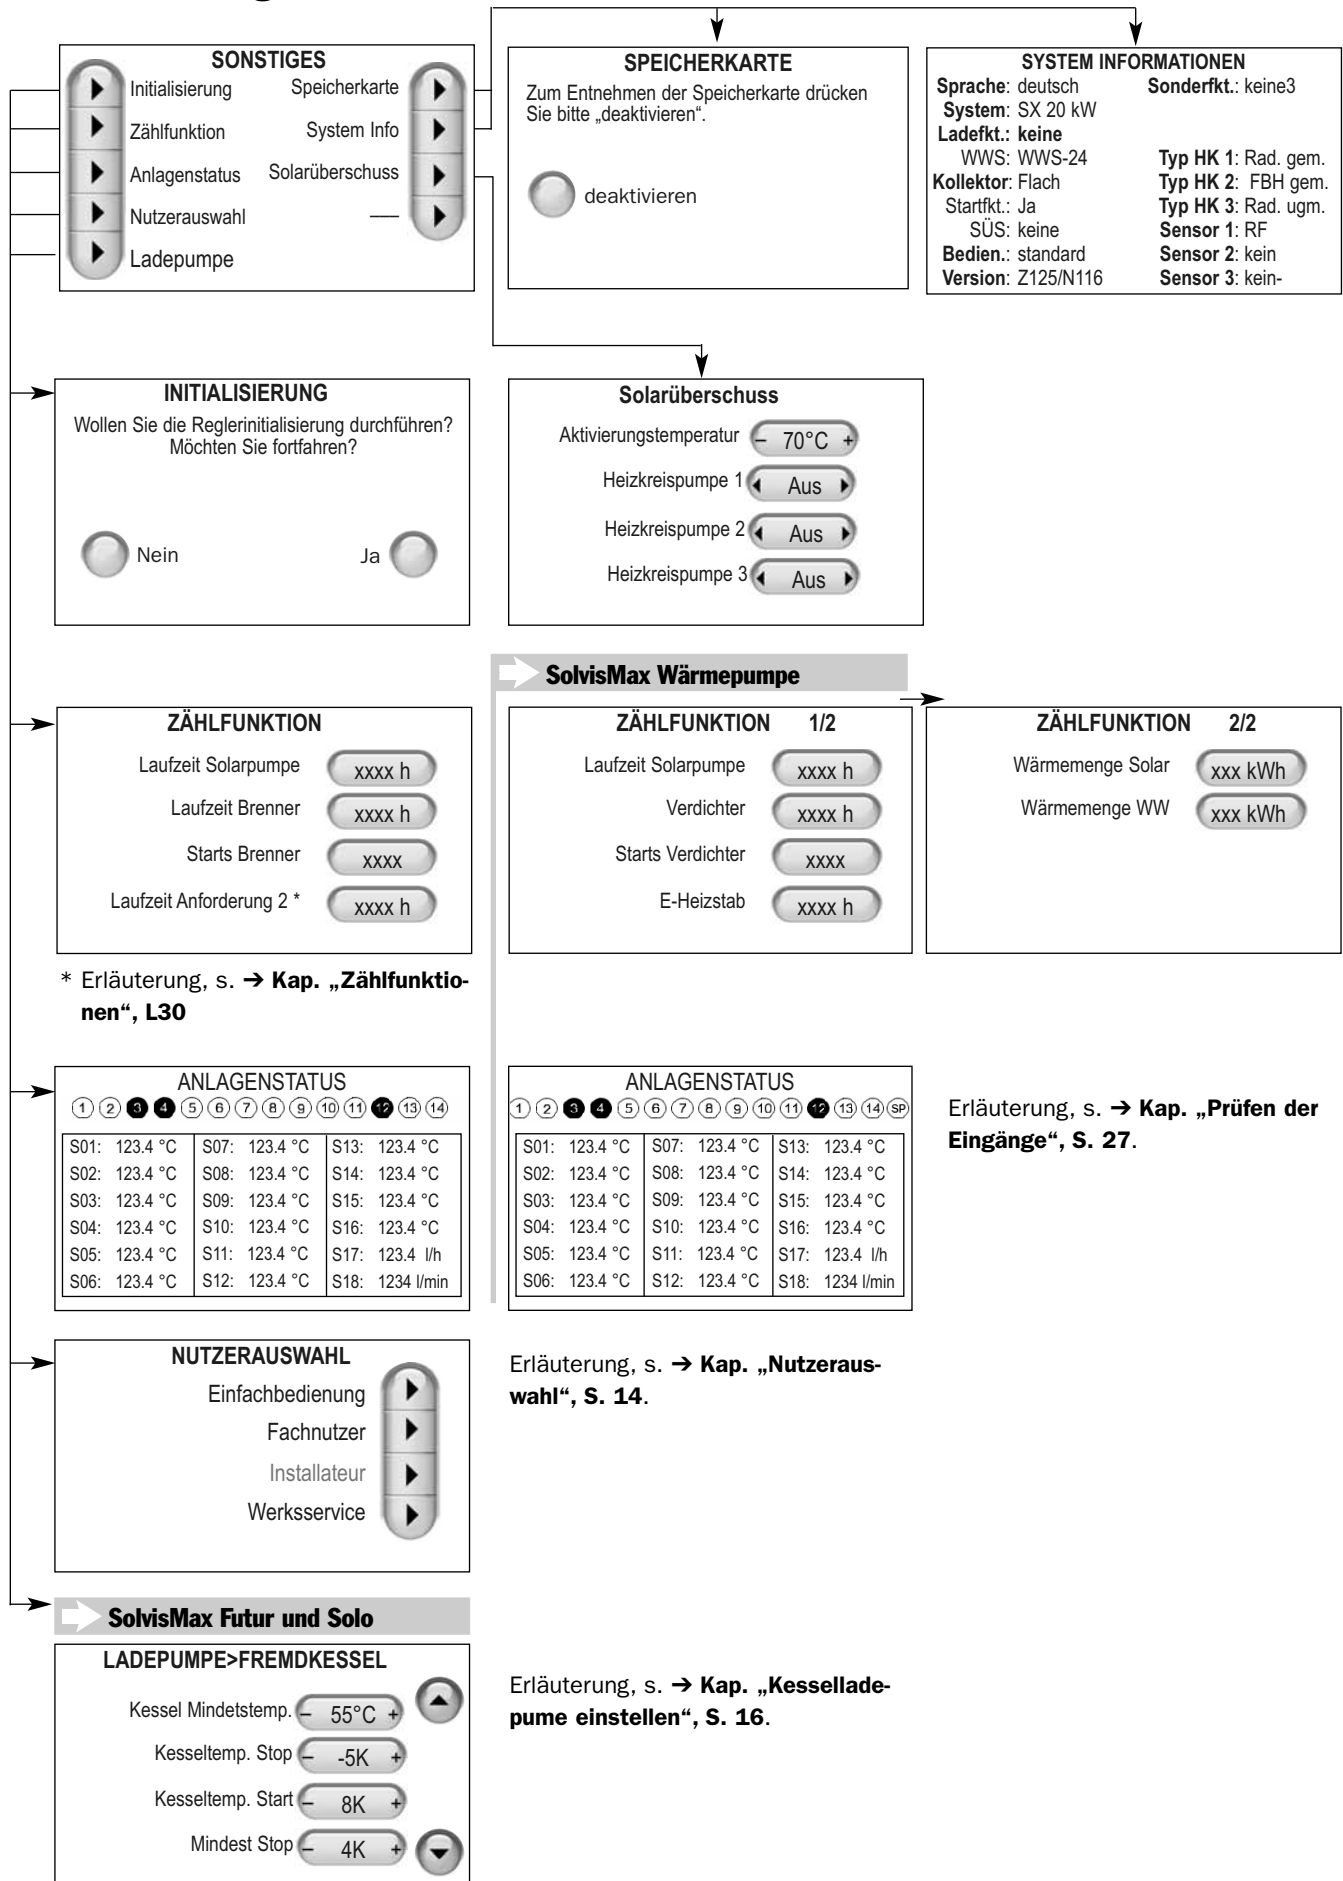 SONSTIGES
Initialisierung
Speicherkarte
Zählfunktion
System Info
Anlagenstatus
Solarüberschuss
Nutzerauswahl
Ladepumpe
SPEICHERKARTE
Zum Entnehmen der Speicherkarte drücken
Sie bitte „deaktivieren“.
deaktivieren
SYSTEM INFORMATIONEN
Sprache: deutsch Sonderfkt.: keine3
System: SX 20 kW
Ladefkt.: keine
WWS: WWS-24 Typ HK 1: Rad. gem.
Kollektor: Flach Typ HK 2: FBH gem.
Startfkt.: Ja Typ HK 3: Rad. ugm.
SÜS: keine Sensor 1: RF
Bedien.: standard Sensor 2: kein
Version: Z125/N116 Sensor 3: kein-
INITIALISIERUNG
Wollen Sie die Reglerinitialisierung durchführen?
Möchten Sie fortfahren?
Nein Ja
Solarüberschuss
Aktivierungstemperatur – 70°C +
Heizkreispumpe 1 Aus
Heizkreispumpe 2 Aus
Heizkreispumpe 3 Aus
SolvisMax Wärmepumpe
ZÄHLFUNKTION
Laufzeit Solarpumpe xxxx h
Laufzeit Brenner xxxx h
Starts Brenner xxxx
Laufzeit Anforderung 2 * xxxx h
ZÄHLFUNKTION 1/2
Laufzeit Solarpumpe xxxx h
Verdichter xxxx h
Starts Verdichter xxxx
E-Heizstab xxxx h
ZÄHLFUNKTION 2/2
Wärmemenge Solar xxx kWh
Wärmemenge WW xxx kWh
* Erläuterung, s. ➔ Kap. „Zählfunktio-
nen“, L30
ANLAGENSTATUS
1 2 3 4 5 6 7 8 9 10 11 12 13 14
S01: 123.4 °C S07: 123.4 °C S13: 123.4 °C
S02: 123.4 °C S08: 123.4 °C S14: 123.4 °C
S03: 123.4 °C S09: 123.4 °C S15: 123.4 °C
S04: 123.4 °C S10: 123.4 °C S16: 123.4 °C
S05: 123.4 °C S11: 123.4 °C S17: 123.4 l/h
S06: 123.4 °C S12: 123.4 °C S18: 1234 l/min
ANLAGENSTATUS
1 2 3 4 5 6 7 8 9 10 11 12 13 14 SP
S01: 123.4 °C S07: 123.4 °C S13: 123.4 °C
S02: 123.4 °C S08: 123.4 °C S14: 123.4 °C
S03: 123.4 °C S09: 123.4 °C S15: 123.4 °C
S04: 123.4 °C S10: 123.4 °C S16: 123.4 °C
S05: 123.4 °C S11: 123.4 °C S17: 123.4 l/h
S06: 123.4 °C S12: 123.4 °C S18: 1234 l/min
Erläuterung, s. ➔ Kap. „Prüfen der
Eingänge“, S. 27.
NUTZERAUSWAHL
Einfachbedienung
Fachnutzer
Installateur
Werksservice
Erläuterung, s. ➔ Kap. „Nutzeraus-
wahl“, S. 14.
SolvisMax Futur und Solo
LADEPUMPE>FREMDKESSEL
Kessel Mindetstemp. – 55°C +
Kesseltemp. Stop – -5K +
Kesseltemp. Start – 8K +
Mindest Stop – 4K +
Erläuterung, s. ➔ Kap. „Kessellade-
pume einstellen“, S. 16.